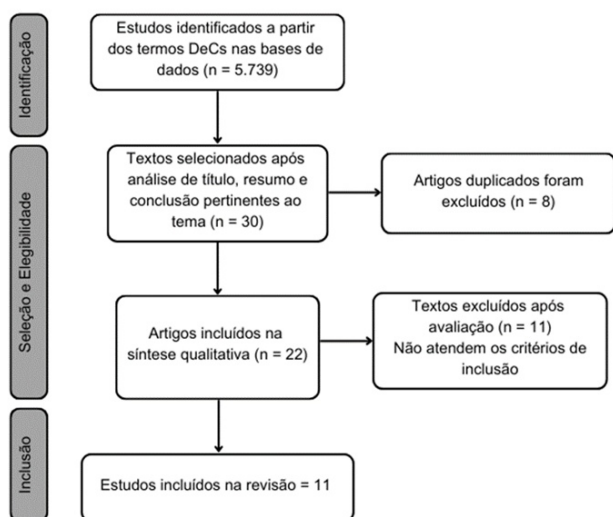 Identificação
Estudos identificados a partir
dos termos DeCs nas bases de
dados (n = 5.739)
Seleção e Elegibilidade
Textos selecionados após
análise de título, resumo e
conclusão pertinentes ao
tema (n = 30)
Artigos duplicados foram
excluídos (n = 8)
Artigos incluídos na
síntese qualitativa (n = 22)
Textos excluídos após
avaliação (n = 11)
Não atendem os critérios de
inclusão
Inclusão
Estudos incluídos na revisão = 11